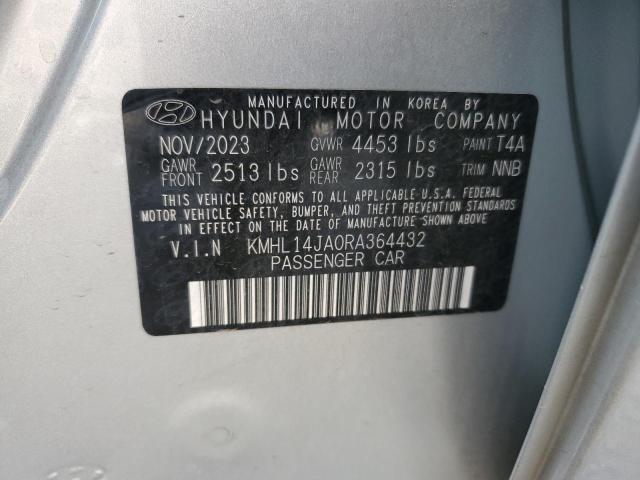 MANUFACTURED IN KOREA BY
HYUNDAI MOTOR COMPANY
NOV/2023 GVWR 4453 lbs PAINT T4A
GAWR FRONT 2513 lbs GAWR REAR 2315 lbs TRIM NNB
THIS VEHICLE CONFORMS TO ALL APPLICABLE U.S.A. FEDERAL
MOTOR VEHICLE SAFETY, BUMPER, AND THEFT PREVENTION STANDARDS
IN EFFECT ON THE DATE OF MANUFACTURE SHOWN ABOVE.
V.I.N KMHL14JA0RA364432
PASSENGER CAR